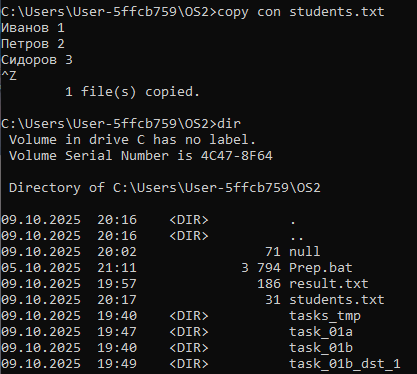 C:\Users\User-5ffcb759\OS2>copy con students.txt
Иванов 1
Петров 2
Сидоров 3
^Z
        1 file(s) copied.

C:\Users\User-5ffcb759\OS2>dir
 Volume in drive C has no label.
 Volume Serial Number is 4C47-8F64

 Directory of C:\Users\User-5ffcb759\OS2

09.10.2025  20:16    <DIR>          .
09.10.2025  20:16    <DIR>          ..
09.10.2025  20:02                71 null
05.10.2025  21:11             3 794 Prep.bat
09.10.2025  19:57               186 result.txt
09.10.2025  20:17                31 students.txt
09.10.2025  19:40    <DIR>          tasks_tmp
09.10.2025  19:47    <DIR>          task_01a
09.10.2025  19:40    <DIR>          task_01b
09.10.2025  19:49    <DIR>          task_01b_dst_1